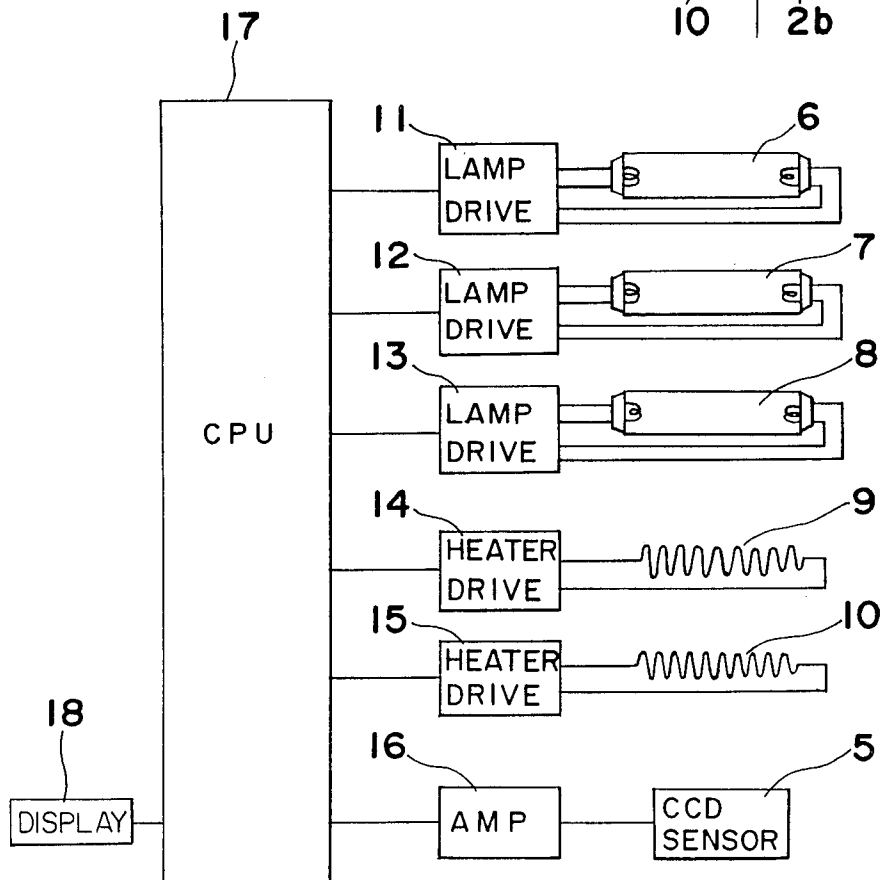 10 2b
17
11 6
LAMP
DRIVE
12 7
LAMP
DRIVE
13 8
CPU
LAMP
DRIVE
14 9
HEATER
DRIVE
15 10
HEATER
DRIVE
18
16 5
DISPLAY
AMP
CCD
SENSOR